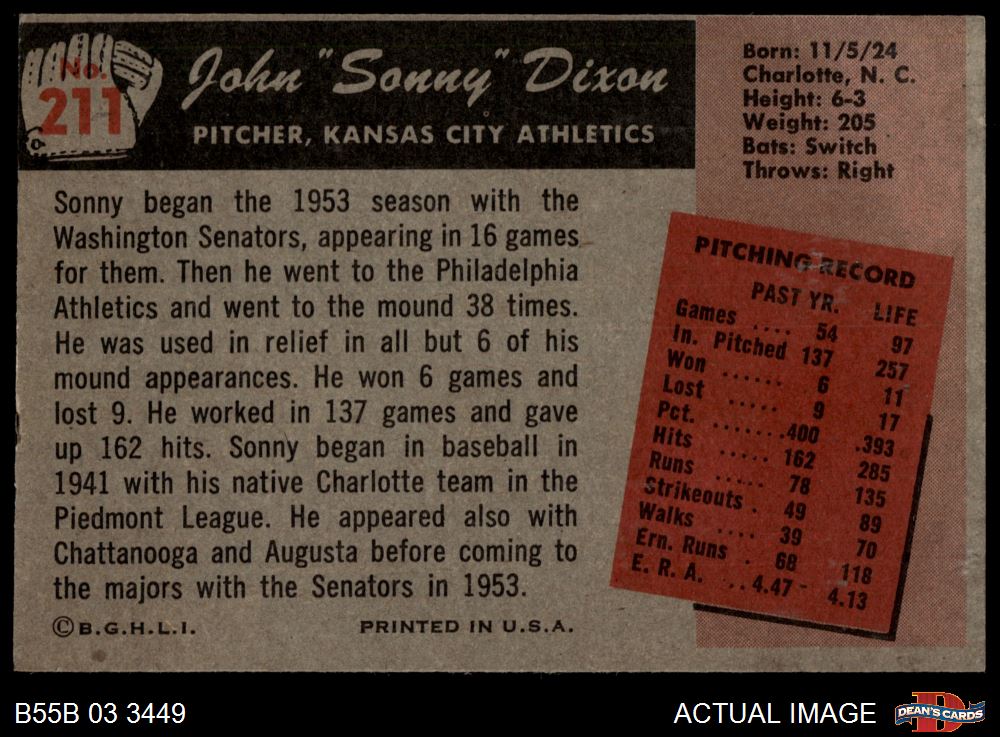 No.
211
John "Sonny" Dixon
PITCHER, KANSAS CITY ATHLETICS
Born: 11/5/24
Charlotte, N. C.
Height: 6-3
Weight: 205
Bats: Switch
Throws: Right
Sonny began the 1953 season with the
Washington Senators, appearing in 16 games
for them. Then he went to the Philadelphia
Athletics and went to the mound 38 times.
He was used in relief in all but 6 of his
mound appearances. He won 6 games and
lost 9. He worked in 137 games and gave
up 162 hits. Sonny began in baseball in
1941 with his native Charlotte team in the
Piedmont League. He appeared also with
Chattanooga and Augusta before coming to
the majors with the Senators in 1953.
©B.G.H.L.I. PRINTED IN U.S.A.
PITCHING RECORD
PAST YR. LIFE
Games .... 54 97
In. Pitched 137 257
Won ...... 6 11
Lost ..... 9 17
Pct. .......400 .393
Hits ..... 162 285
Runs ..... 78 135
Strikeouts . 49 89
Walks .... 39 70
Ern. Runs . 68 118
E. R. A. .. 4.47 - 4.13
B55B 03 3449
ACTUAL IMAGE
DEAN'S CARDS